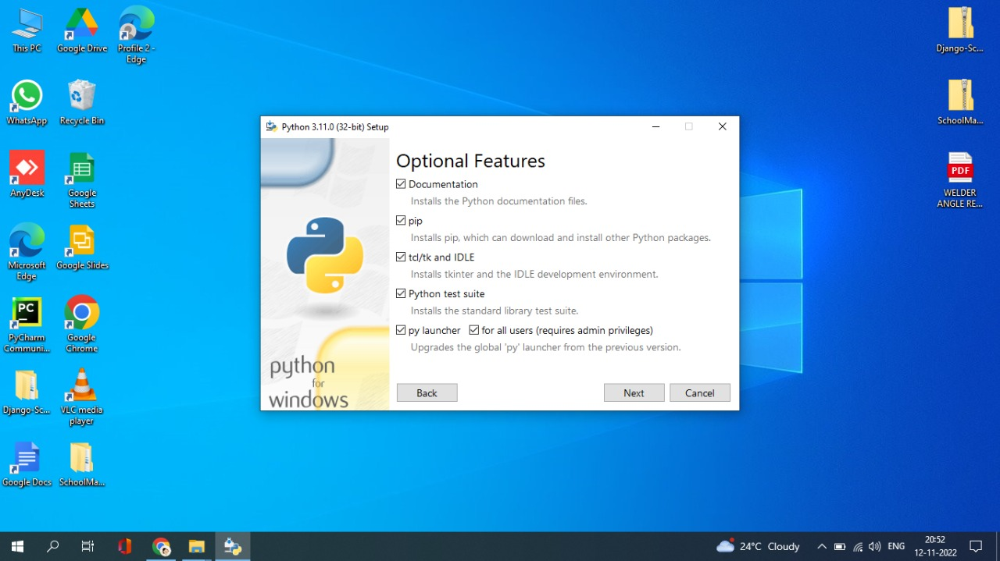 This PC
Google Drive
Profile 2 -
Edge
WhatsApp
Recycle Bin
AnyDesk
Google
Sheets
Microsoft
Edge
Google Slides
PC
PyCharm
Communi...
Google
Chrome
Django-Sc...
VLC media
player
Google Docs
SchoolMa...
Python 3.11.0 (32-bit) Setup
Optional Features
Documentation
Installs the Python documentation files.
pip
Installs pip, which can download and install other Python packages.
tcl/tk and IDLE
Installs tkinter and the IDLE development environment.
Python test suite
Installs the standard library test suite.
py launcher for all users (requires admin privileges)
Upgrades the global 'py' launcher from the previous version.
python
for
windows
Back Next Cancel
Django-Sc...
SchoolMa...
PDF
WELDER
ANGLE RE...
24°C Cloudy
ENG
20:52
12-11-2022